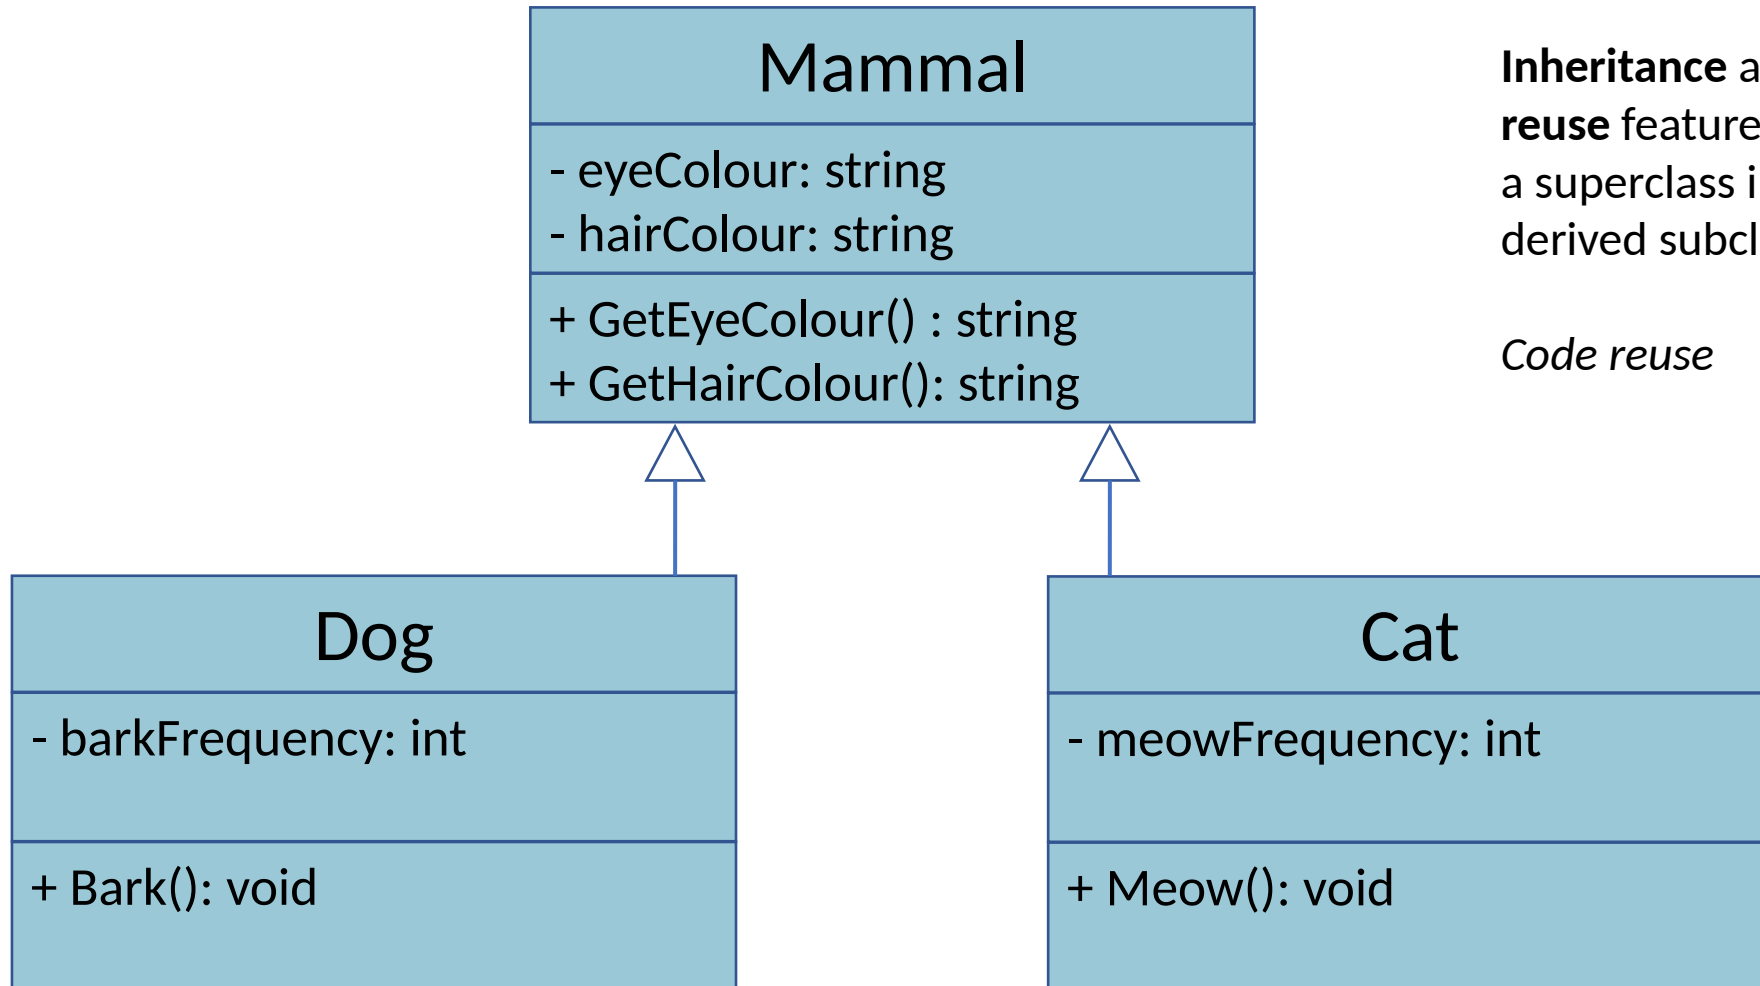 Mammal
- eyeColour: string
- hairColour: string
+ GetEyeColour() : string
+ GetHairColour(): string
Inheritance
reuse
a superclass
derived
Code reuse
Dog
- barkFrequency: int
+ Bark(): void
Cat
- meowFrequency: int
+ Meow(): void